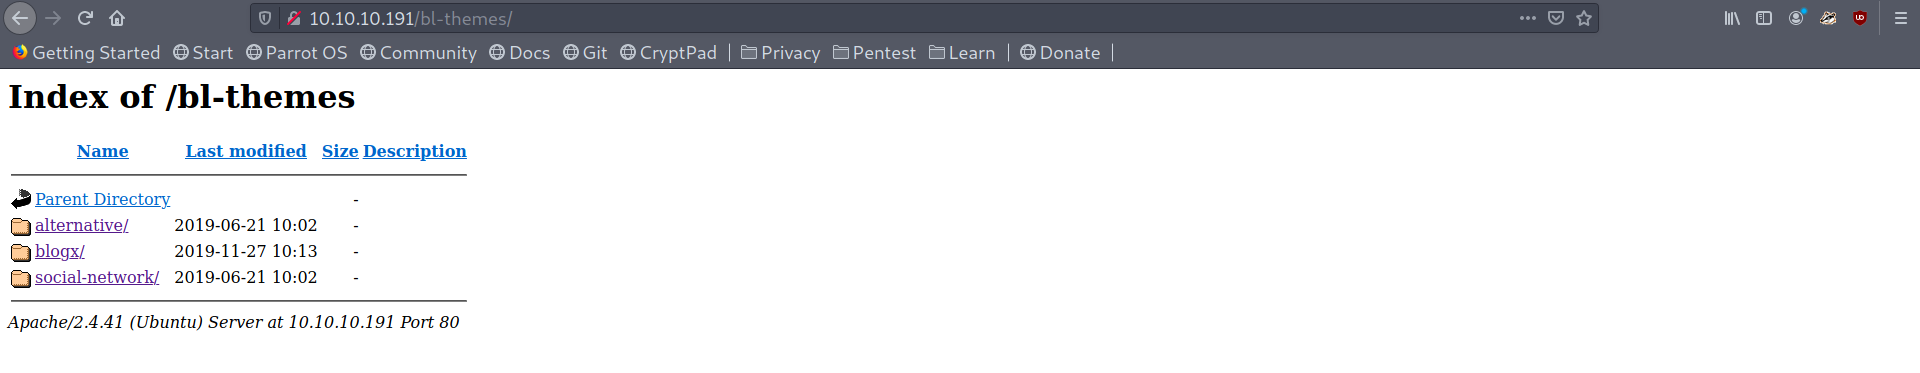 10.10.10.191/bl-themes/
Getting Started Start Parrot OS Community Docs Git CryptPad Privacy Pentest Learn Donate
Index of /bl-themes
Name Last modified Size Description
Parent Directory -
alternative/ 2019-06-21 10:02 -
blogx/ 2019-11-27 10:13 -
social-network/ 2019-06-21 10:02 -
Apache/2.4.41 (Ubuntu) Server at 10.10.10.191 Port 80